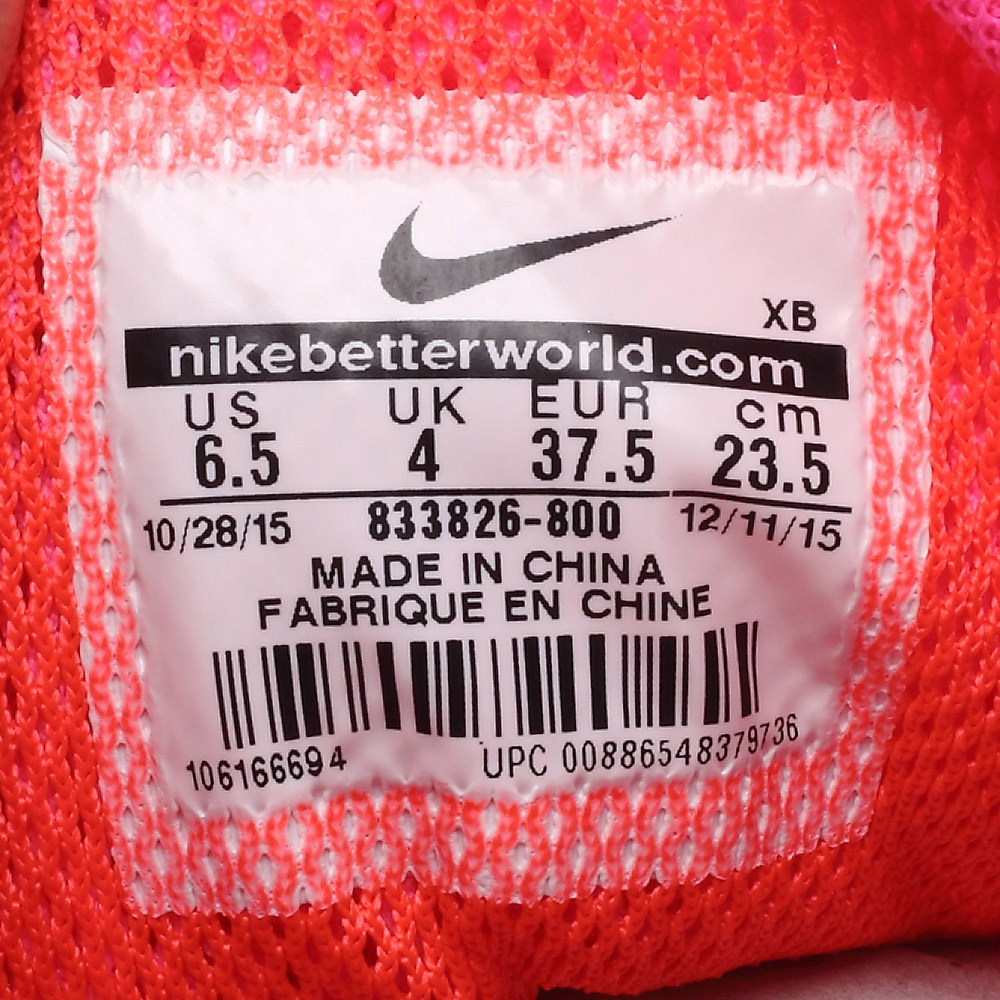 XB
nikebetterworld.com
US UK EUR cm
6.5 4 37.5 23.5
10/28/15 833826-800 12/11/15
MADE IN CHINA
FABRIQUE EN CHINE
106166694 UPC 00886548379736